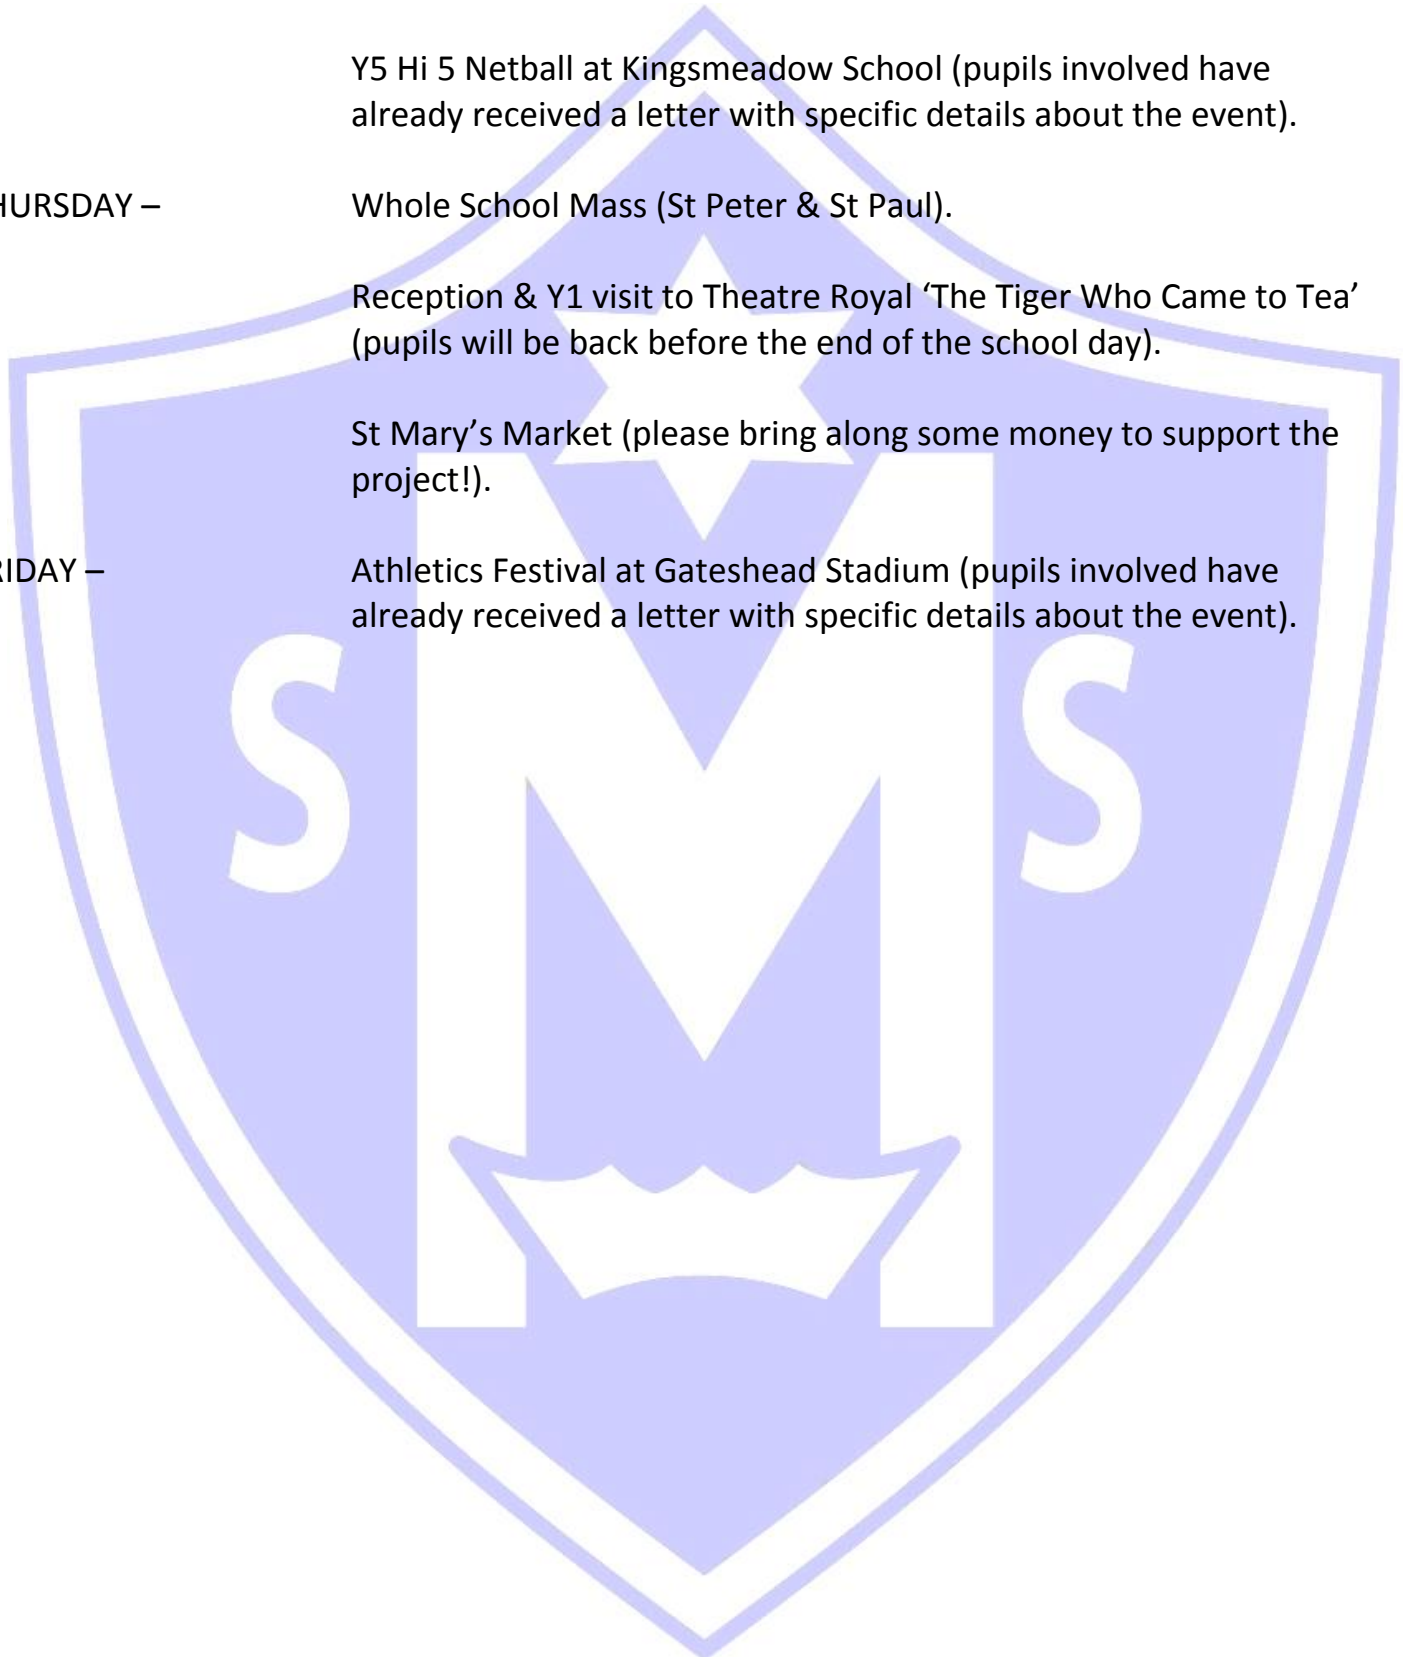 Y5 Hi 5 Netball at Kingsmeadow School (pupils involved have
already received a letter with specific details about the event).
HURSDAY – Whole School Mass (St Peter & St Paul).
Reception & Y1 visit to Theatre Royal ‘The Tiger Who Came to Tea’
(pupils will be back before the end of the school day).
St Mary’s Market (please bring along some money to support the
project!).
RIDAY – Athletics Festival at Gateshead Stadium (pupils involved have
already received a letter with specific details about the event).
S M S